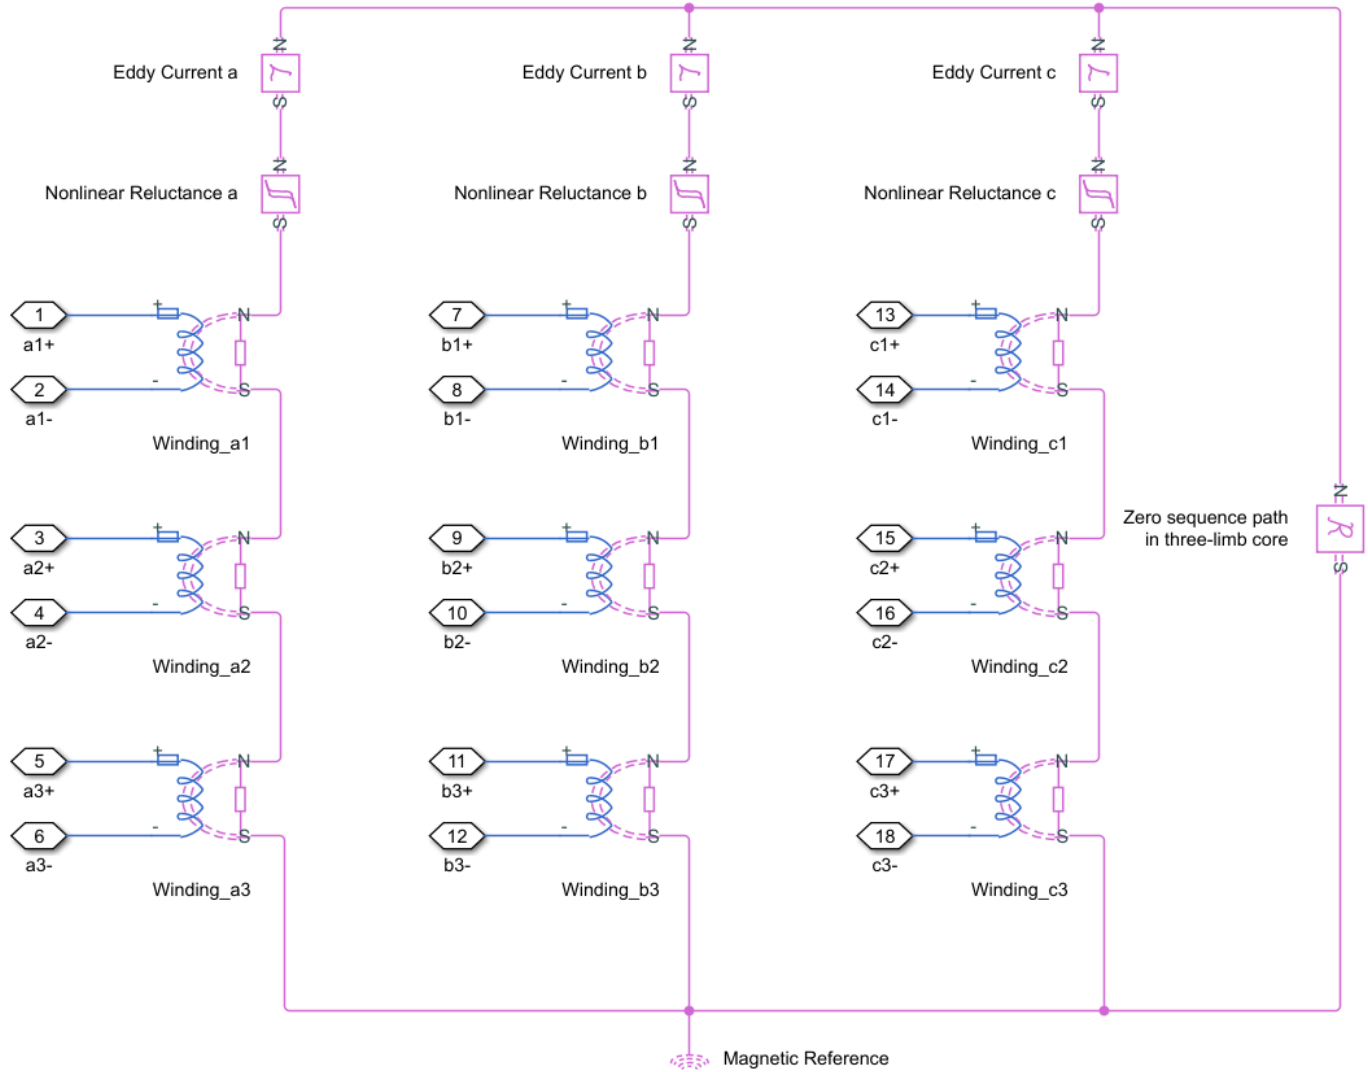 N N N
Eddy Current a Eddy Current b Eddy Current c
S S S
N N N
Nonlinear Reluctance a Nonlinear Reluctance b Nonlinear Reluctance c
S S S
1 + N 7 + N 13 + N
a1+ b1+ c1+
2 - S 8 - S 14 - S
a1- b1- c1-
Winding_a1 Winding_b1 Winding_c1
N
Zero sequence path
in three-limb core
R
S
3 + N 9 + N 15 + N
a2+ b2+ c2+
4 - S 10 - S 16 - S
a2- b2- c2-
Winding_a2 Winding_b2 Winding_c2
5 + N 11 + N 17 + N
a3+ b3+ c3+
6 - S 12 - S 18 - S
a3- b3- c3-
Winding_a3 Winding_b3 Winding_c3
Magnetic Reference